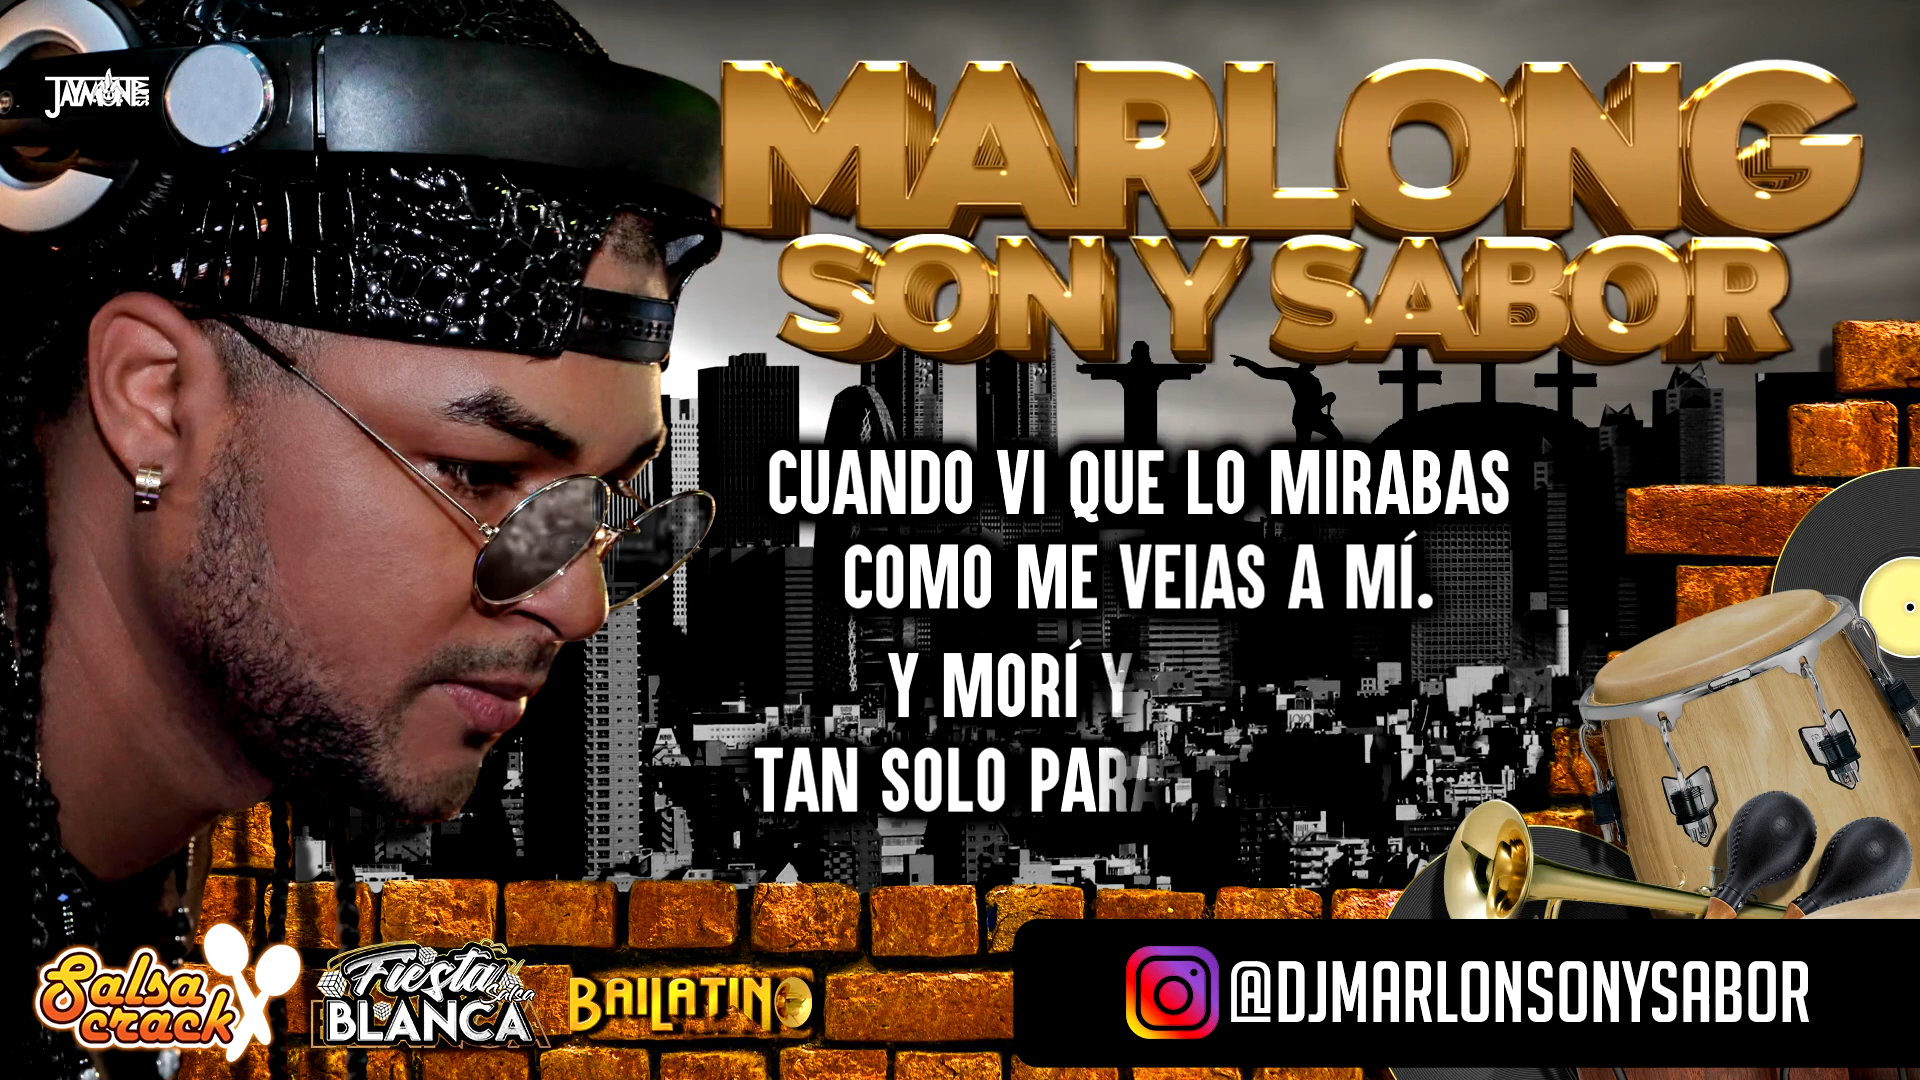 JAYMONTE
MARLONG
SON Y SABOR
CUANDO VI QUE LO MIRABAS
COMO ME VEIAS A MÍ.
Y MORÍ Y
TAN SOLO PARA
Salsa
crack
Fiesta
Salsa
BLANCA
BAILATINO
@DJMARLONSONYSABOR